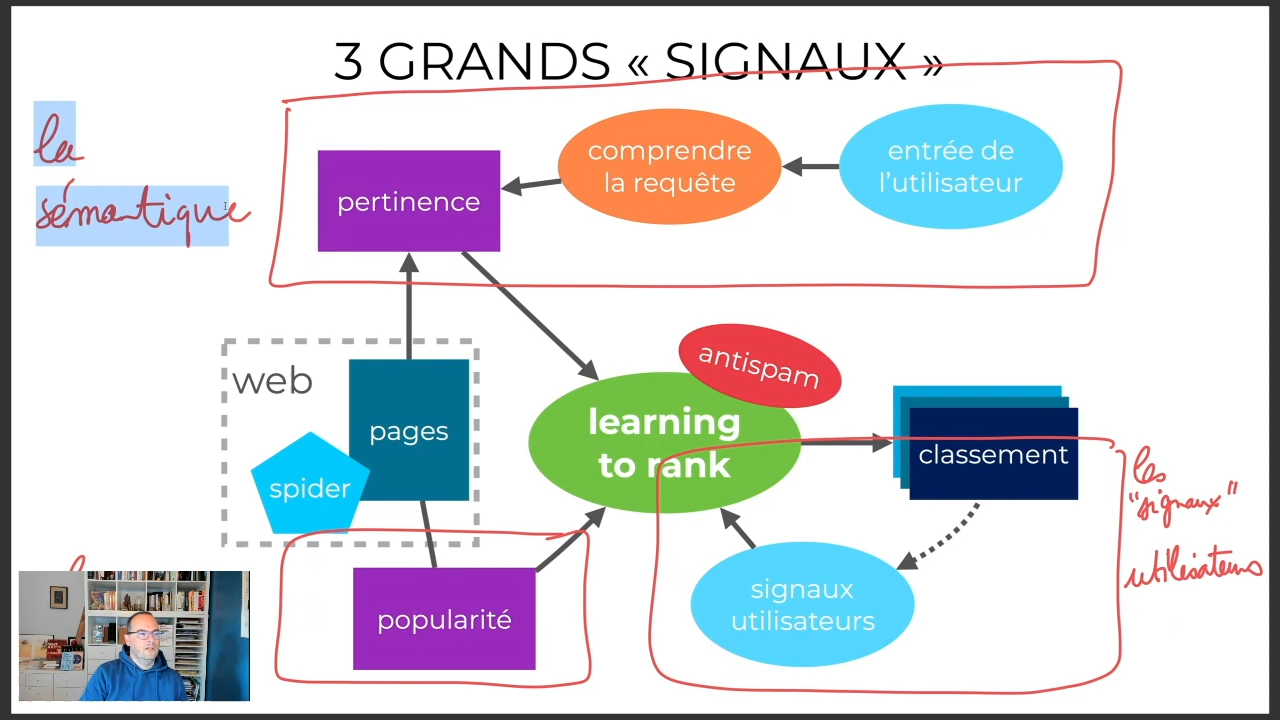 3 GRANDS « SIGNAUX »
la
sémantique
comprendre
la requête
entrée de
l’utilisateur
pertinence
antispam
web
pages
spider
learning
to rank
classement
les
"signaux"
utilisateurs
signaux
utilisateurs
popularité